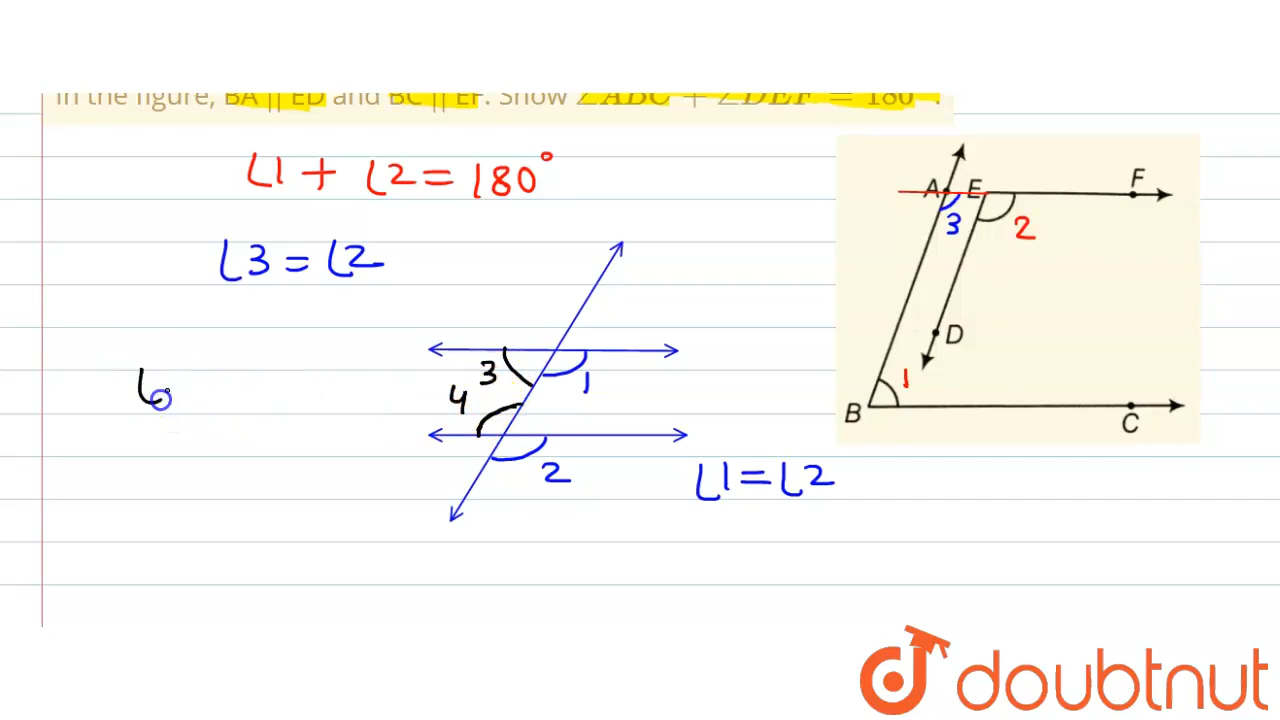 In the figure, BA || ED and BC || EF. Show ∠ABC + ∠DEF = 180°.
∠1 + ∠2 = 180°
∠3 = ∠2
A E F
3 2
D
1
B C
3 1
4
2
∠1 = ∠2
doubtnut